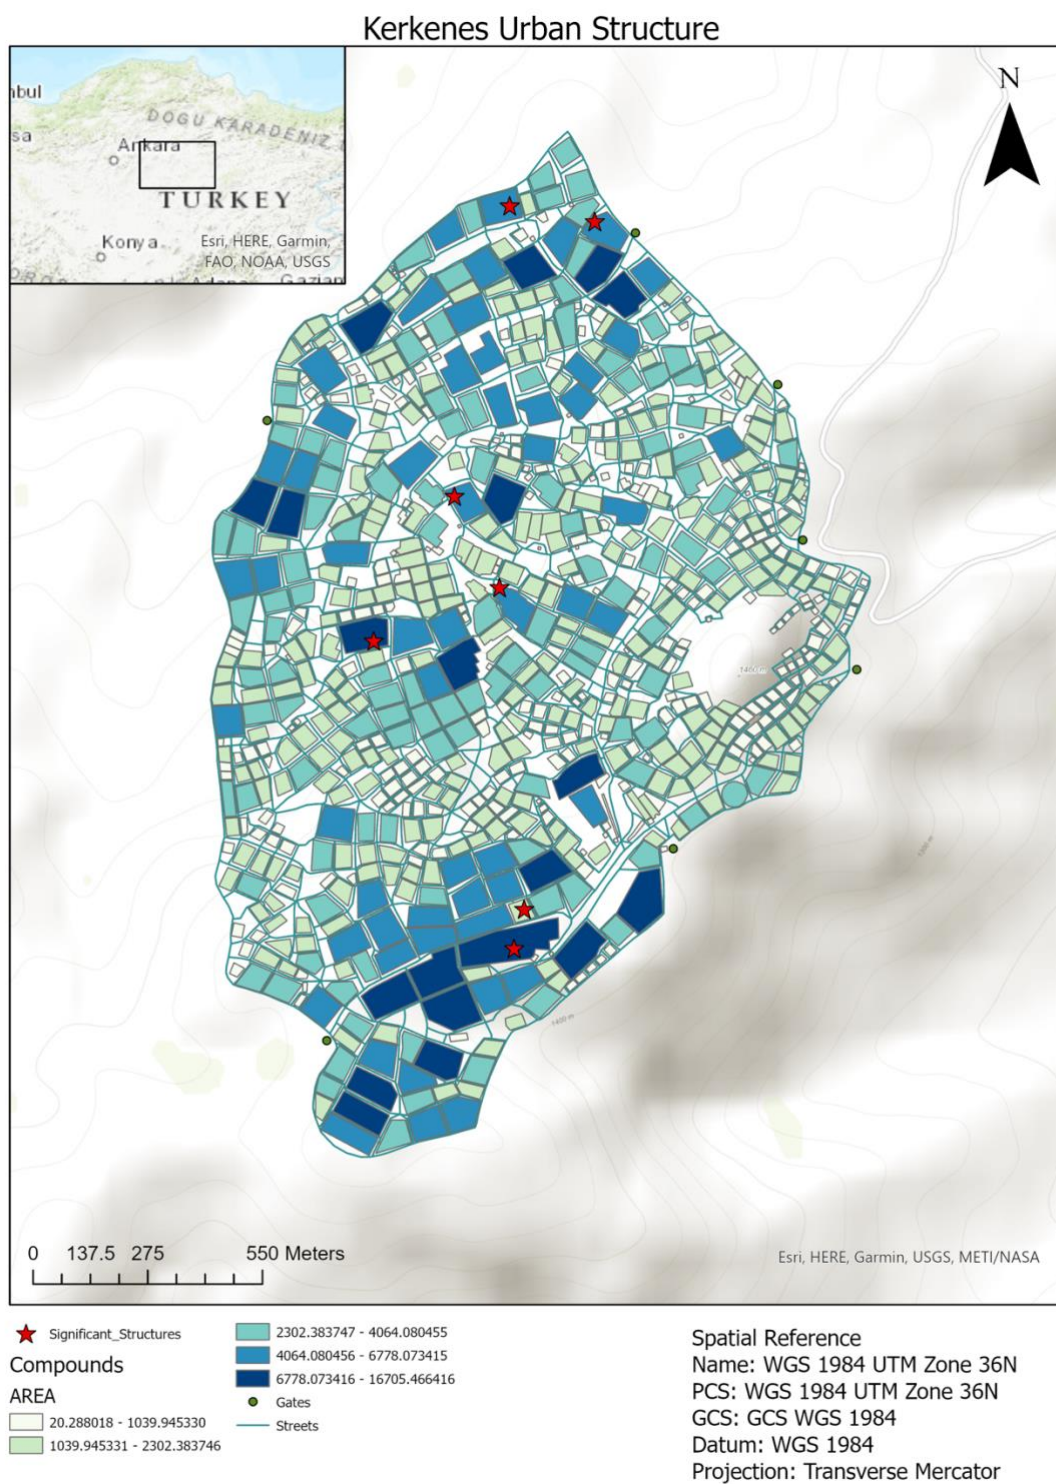 Kerkenes Urban Structure
nbul
sa
DOGU KARADENIZ
Ankara
TURKEY
Konya
Esri, HERE, Garmin,
FAO, NOAA, USGS
Gazian
N
1400 m
0 137.5 275 550 Meters
Esri, HERE, Garmin, USGS, METI/NASA
Significant_Structures
Compounds
AREA
20.288018 - 1039.945330
1039.945331 - 2302.383746
2302.383747 - 4064.080455
4064.080456 - 6778.073415
6778.073416 - 16705.466416
Gates
Streets
Spatial Reference
Name: WGS 1984 UTM Zone 36N
PCS: WGS 1984 UTM Zone 36N
GCS: GCS WGS 1984
Datum: WGS 1984
Projection: Transverse Mercator